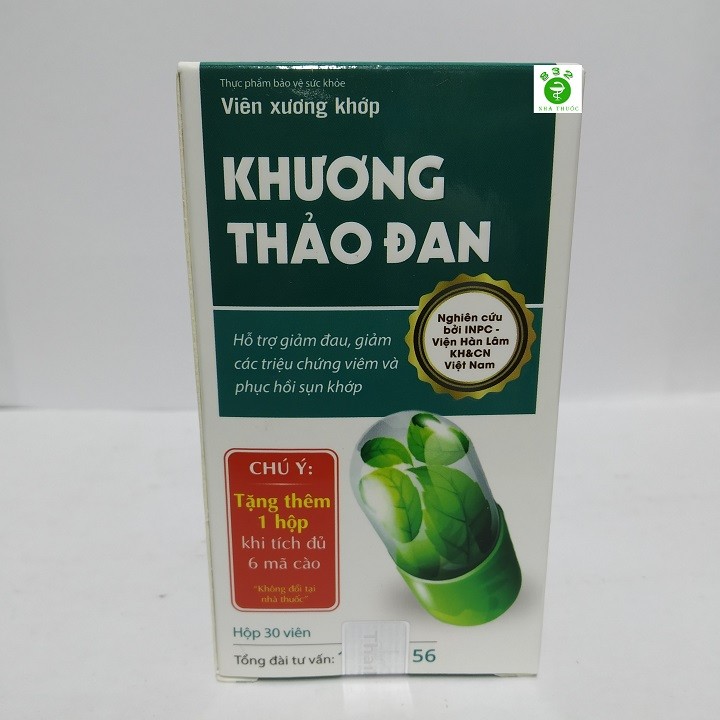 832
NHÀ THUỐC
Thực phẩm bảo vệ sức khỏe
Viên xương khớp
KHƯƠNG
THẢO ĐAN
Nghiên cứu
bởi INPC -
Viện Hàn Lâm
KH&CN
Việt Nam
Hỗ trợ giảm đau, giảm
các triệu chứng viêm và
phục hồi sụn khớp
CHÚ Ý:
Tặng thêm
1 hộp
khi tích đủ
6 mã cào
"Không đổi tại
nhà thuốc"
Hộp 30 viên
Tổng đài tư vấn: 56